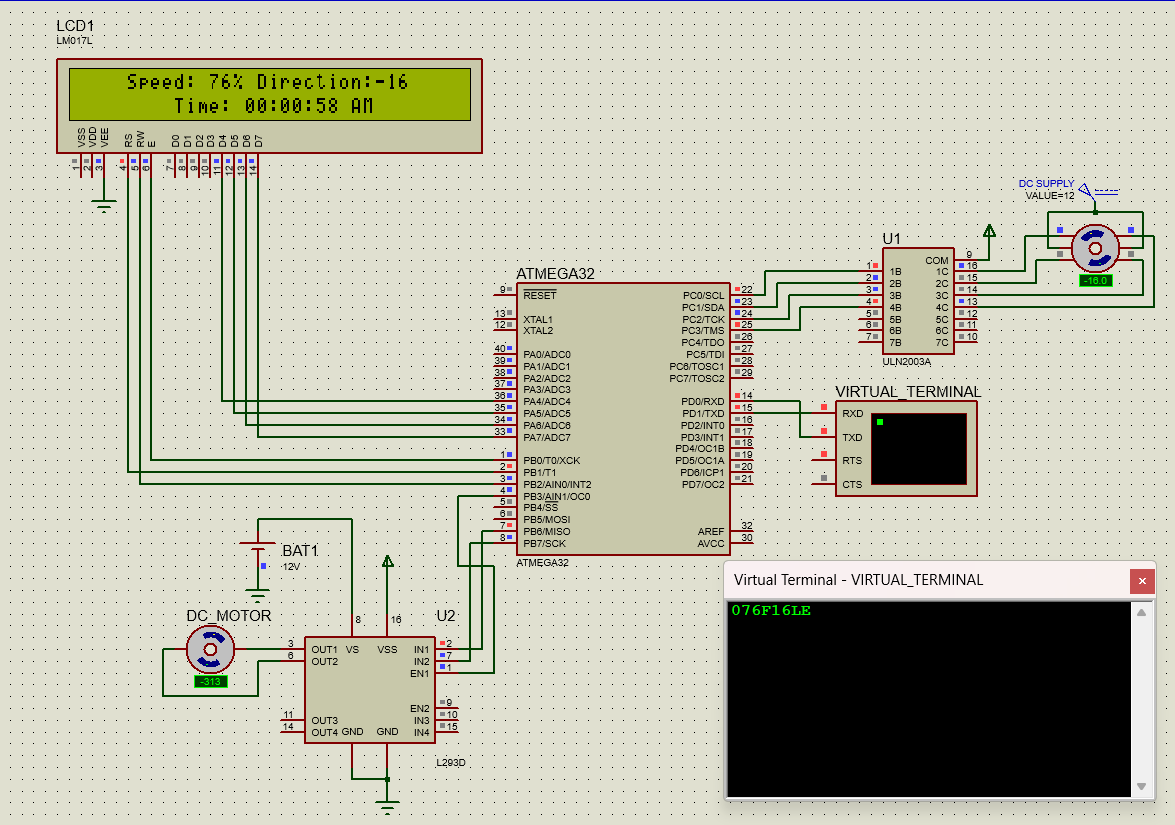 LCD1
LM017L
Speed: 76% Direction:-16
Time: 00:00:58 AM
VSS VDD VEE RS RW E D0 D1 D2 D3 D4 D5 D6 D7
1 2 3 4 5 6 7 8 9 10 11 12 13 14
DC SUPPLY
VALUE=12
-16.0
U1
COM 9
1 1B 1C 16
2 2B 2C 15
3 3B 3C 14
4 4B 4C 13
5 5B 5C 12
6 6B 6C 11
7 7B 7C 10
ULN2003A
ATMEGA32
9 RESET PC0/SCL 22
PC1/SDA 23
13 XTAL1 PC2/TCK 24
12 XTAL2 PC3/TMS 25
PC4/TDO 26
40 PA0/ADC0 PC5/TDI 27
39 PA1/ADC1 PC6/TOSC1 28
38 PA2/ADC2 PC7/TOSC2 29
37 PA3/ADC3
36 PA4/ADC4 PD0/RXD 14
35 PA5/ADC5 PD1/TXD 15
34 PA6/ADC6 PD2/INT0 16
33 PA7/ADC7 PD3/INT1 17
PD4/OC1B 18
1 PB0/T0/XCK PD5/OC1A 19
2 PB1/T1 PD6/ICP1 20
3 PB2/AIN0/INT2 PD7/OC2 21
4 PB3/AIN1/OC0
5 PB4/SS
6 PB5/MOSI
7 PB6/MISO AREF 32
8 PB7/SCK AVCC 30
ATMEGA32
VIRTUAL_TERMINAL
RXD
TXD
RTS
CTS
BAT1
12V
DC_MOTOR
-313
U2
8 16
3 OUT1 VS VSS IN1 2
6 OUT2 IN2 7
EN1 1
EN2 9
11 OUT3 IN3 10
14 OUT4 GND GND IN4 15
L293D
Virtual Terminal - VIRTUAL_TERMINAL
076F16LE